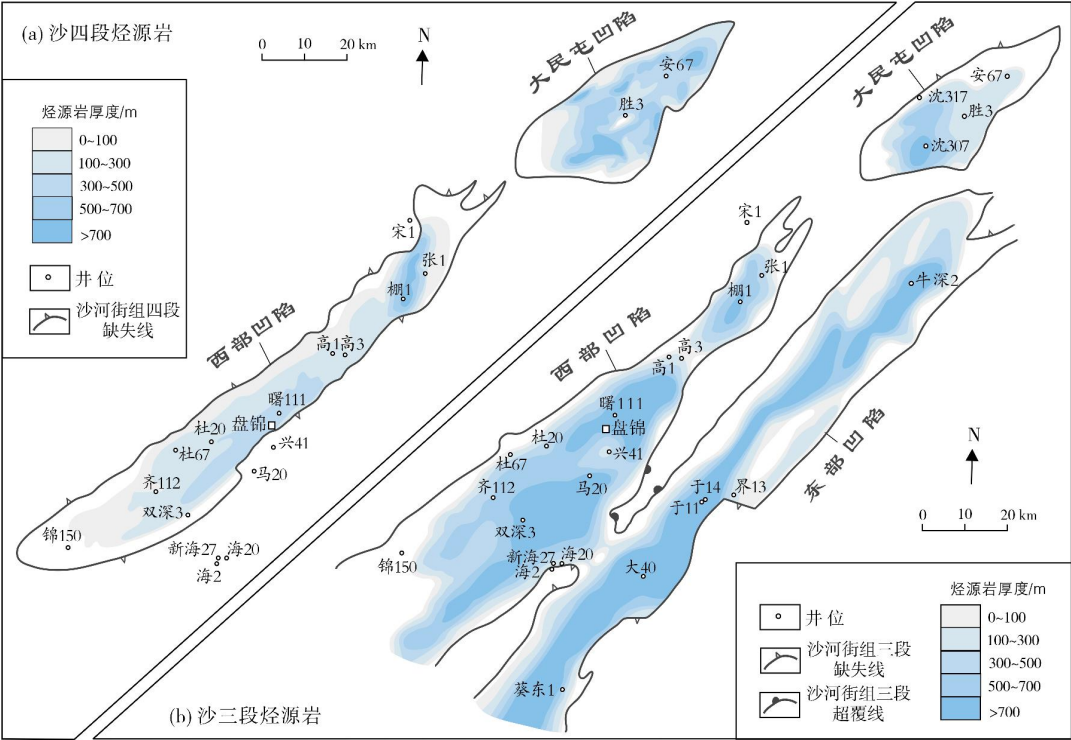 (a) 沙四段烃源岩
0 10 20 km
N
烃源岩厚度/m
0~100
100~300
300~500
500~700
>700
井位
沙河街组四段
缺失线
大民屯凹陷
安67
胜3
宋1
张1
棚1
西部凹陷
高1
高3
曙111
盘锦
杜20
兴41
杜67
马20
齐112
双深3
锦150
新海27
海20
海2
大民屯凹陷
安67
沈317
胜3
沈307
宋1
张1
棚1
牛深2
西部凹陷
高3
高1
曙111
盘锦
杜20
兴41
杜67
马20
齐112
双深3
于14
于11
界13
东部凹陷
N
0 10 20 km
锦150
新海27
海20
海2
大40
葵东1
(b) 沙三段烃源岩
井位
沙河街组三段
缺失线
沙河街组三段
超覆线
烃源岩厚度/m
0~100
100~300
300~500
500~700
>700